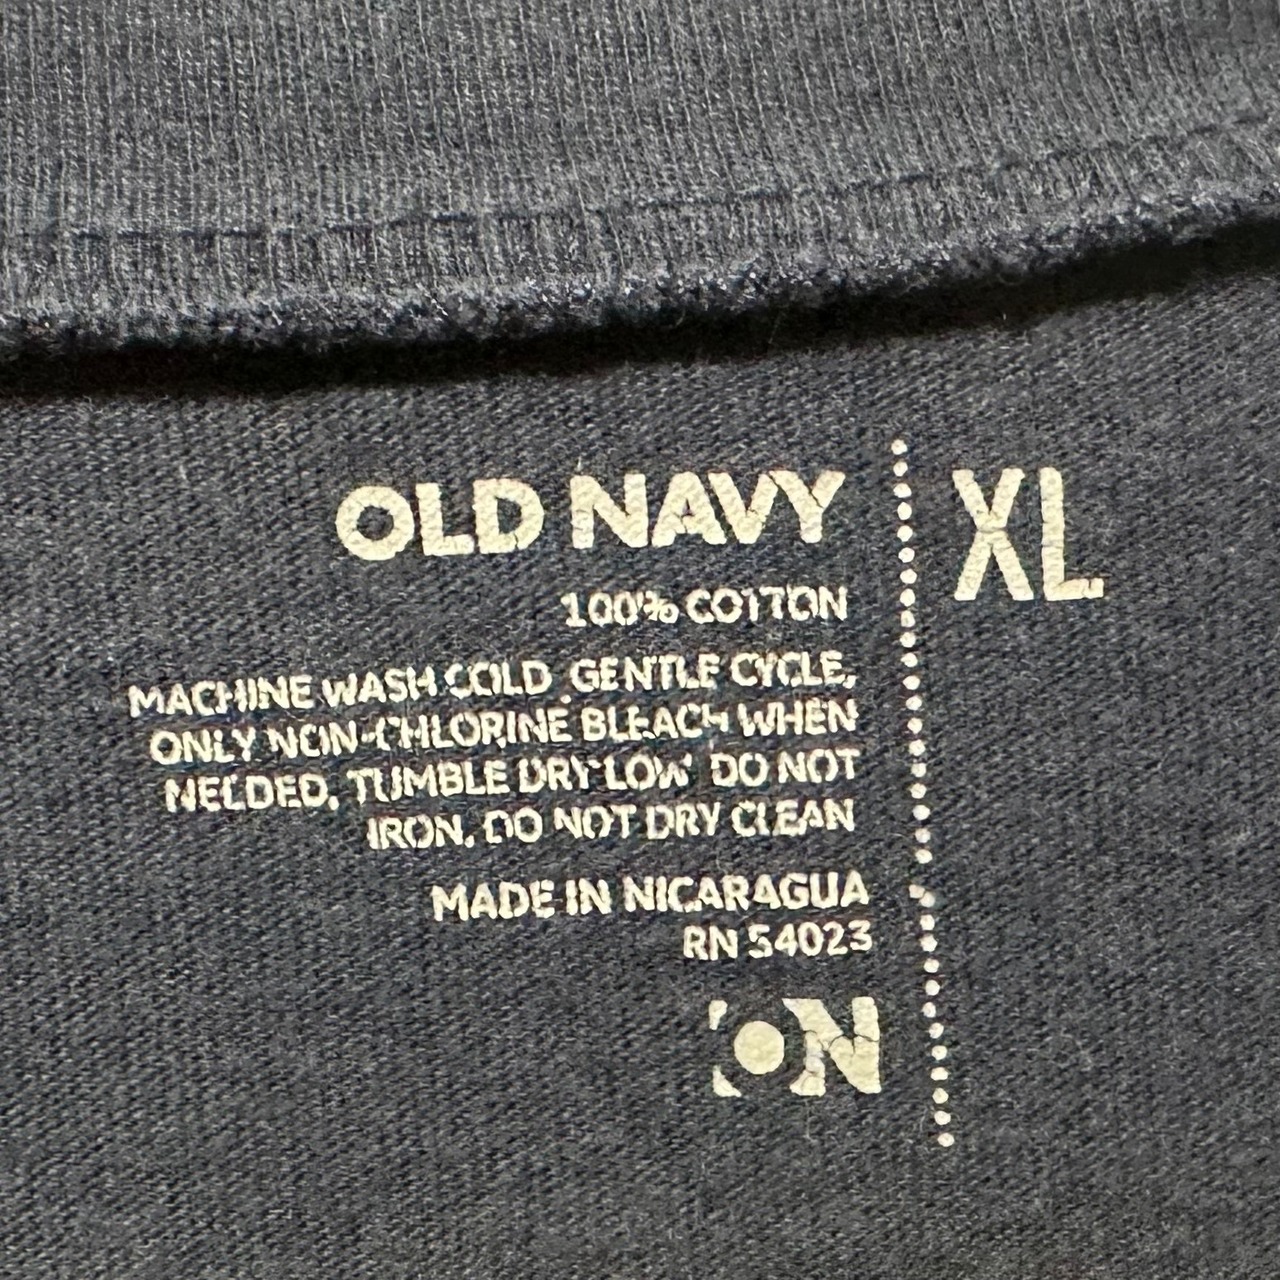 OLD NAVY
XL
100% COTTON
MACHINE WASH COLD, GENTLE CYCLE,
ONLY NON-CHLORINE BLEACH WHEN
NEEDED, TUMBLE DRY LOW, DO NOT
IRON, DO NOT DRY CLEAN
MADE IN NICARAGUA
RN 54023
ON